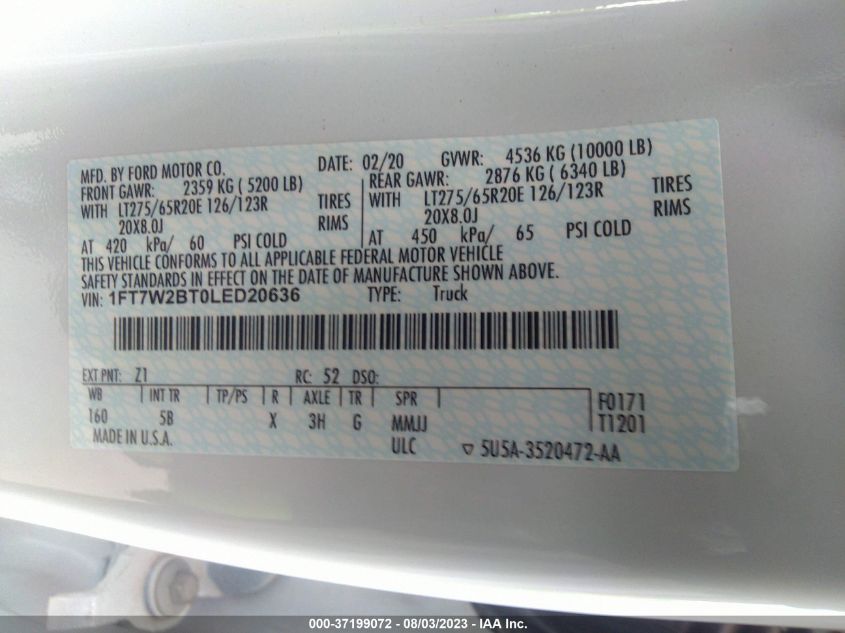 MFD. BY FORD MOTOR CO.
DATE: 02/20
GVWR: 4536 KG (10000 LB)
FRONT GAWR: 2359 KG ( 5200 LB)
REAR GAWR: 2876 KG ( 6340 LB)
WITH LT275/65R20E 126/123R TIRES
WITH LT275/65R20E 126/123R TIRES
20X8.0J RIMS
20X8.0J RIMS
AT 420 kPa/ 60 PSI COLD
AT 450 kPa/ 65 PSI COLD
THIS VEHICLE CONFORMS TO ALL APPLICABLE FEDERAL MOTOR VEHICLE
SAFETY STANDARDS IN EFFECT ON THE DATE OF MANUFACTURE SHOWN ABOVE.
VIN: 1FT7W2BT0LED20636 TYPE: Truck
EXT PNT: Z1 RC: 52 DSO:
WB INT TR TP/PS R AXLE TR SPR F0171
160 5B X 3H G MMJJ T1201
MADE IN U.S.A. ULC 5U5A-3520472-AA
000-37199072 - 08/03/2023 - IAA Inc.